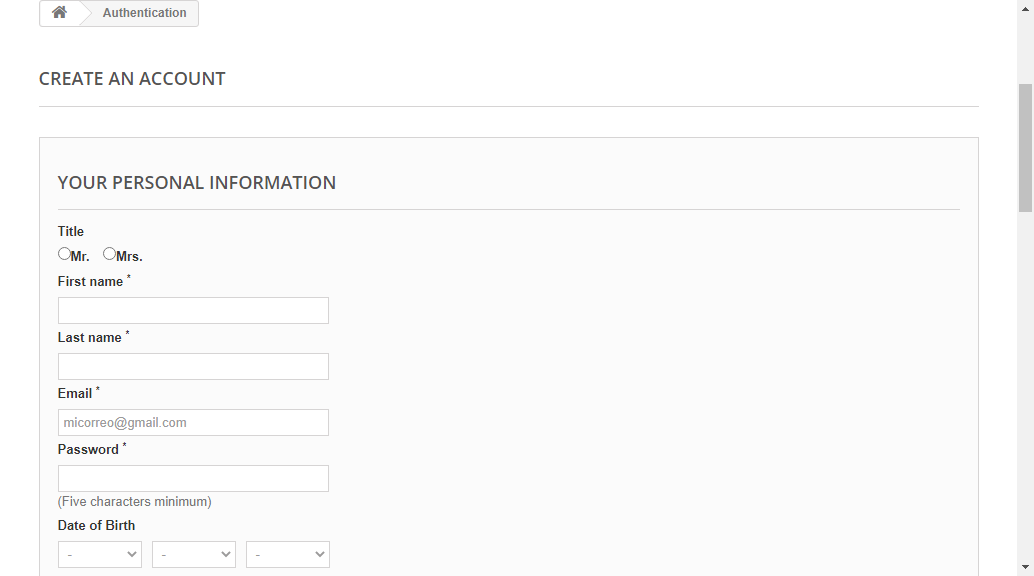 Authentication
CREATE AN ACCOUNT
YOUR PERSONAL INFORMATION
Title
Mr. Mrs.
First name *
Last name *
Email *
micorreo@gmail.com
Password *
(Five characters minimum)
Date of Birth
- - -